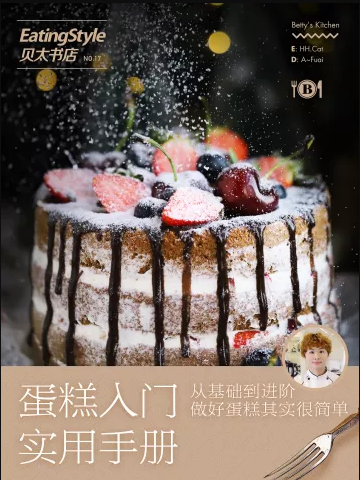 EatingStyle
贝太书店 NO.17
Betty's Kitchen
E: HH.Cat
D: A~Fuai
B
蛋糕入门
实用手册
从基础到进阶
做好蛋糕其实很简单